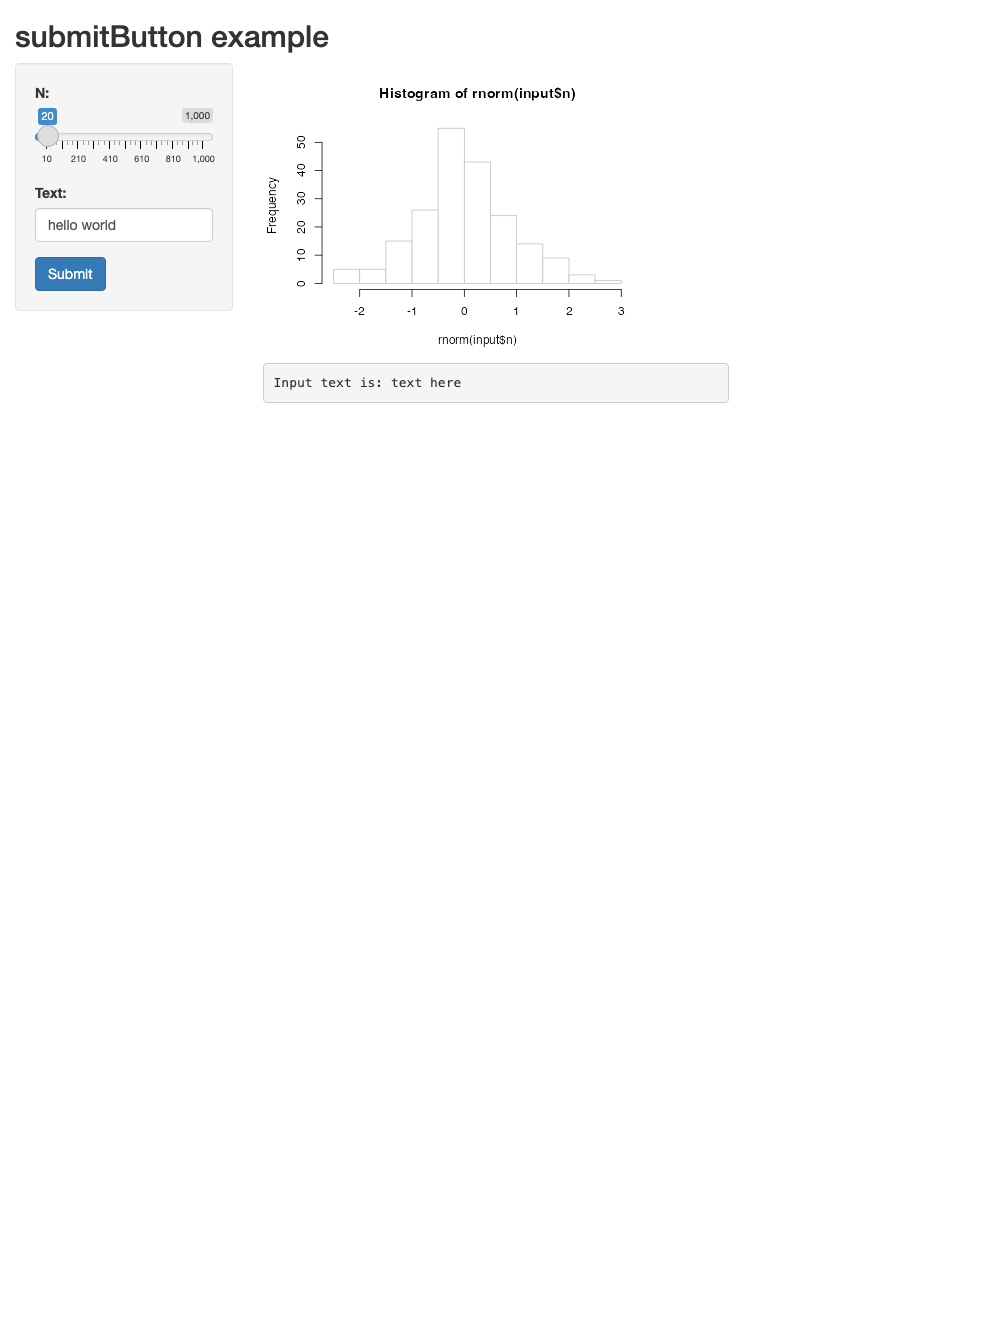 submitButton example
N:
20 1,000
10 210 410 610 810 1,000
Text:
hello world
Submit
Histogram of rnorm(input$n)
Frequency
50
40
30
20
10
0
-2 -1 0 1 2 3
rnorm(input$n)
Input text is: text here